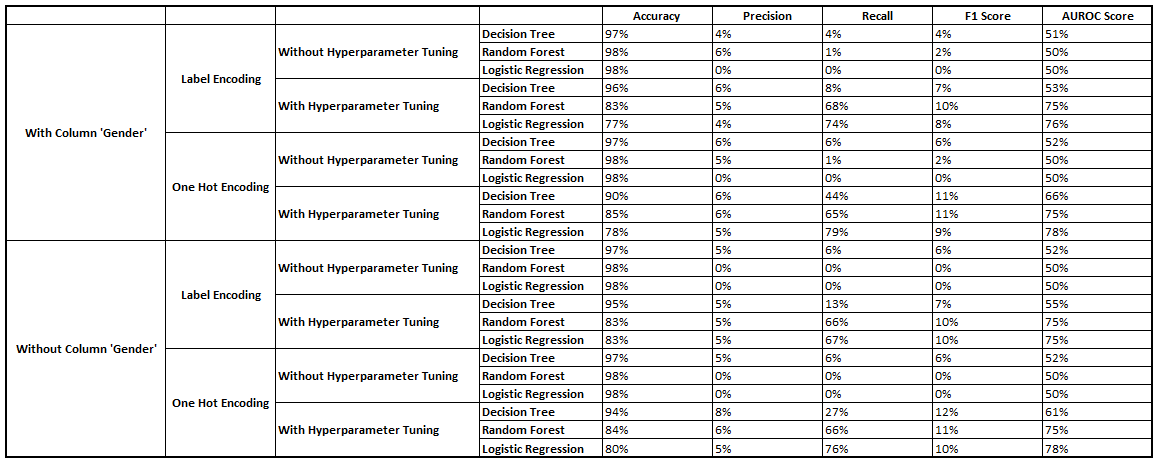 Accuracy Precision Recall F1 Score AUROC Score
With Column 'Gender' Label Encoding Without Hyperparameter Tuning Decision Tree 97% 4% 4% 4% 51%
Random Forest 98% 6% 1% 2% 50%
Logistic Regression 98% 0% 0% 0% 50%
With Hyperparameter Tuning Decision Tree 96% 6% 8% 7% 53%
Random Forest 83% 5% 68% 10% 75%
Logistic Regression 77% 4% 74% 8% 76%
One Hot Encoding Without Hyperparameter Tuning Decision Tree 97% 6% 6% 6% 52%
Random Forest 98% 5% 1% 2% 50%
Logistic Regression 98% 0% 0% 0% 50%
With Hyperparameter Tuning Decision Tree 90% 6% 44% 11% 66%
Random Forest 85% 6% 65% 11% 75%
Logistic Regression 78% 5% 79% 9% 78%
Without Column 'Gender' Label Encoding Without Hyperparameter Tuning Decision Tree 97% 5% 6% 6% 52%
Random Forest 98% 0% 0% 0% 50%
Logistic Regression 98% 0% 0% 0% 50%
With Hyperparameter Tuning Decision Tree 95% 5% 13% 7% 55%
Random Forest 83% 5% 66% 10% 75%
Logistic Regression 83% 5% 67% 10% 75%
One Hot Encoding Without Hyperparameter Tuning Decision Tree 97% 5% 6% 6% 52%
Random Forest 98% 0% 0% 0% 50%
Logistic Regression 98% 0% 0% 0% 50%
With Hyperparameter Tuning Decision Tree 94% 8% 27% 12% 61%
Random Forest 84% 6% 66% 11% 75%
Logistic Regression 80% 5% 76% 10% 78%